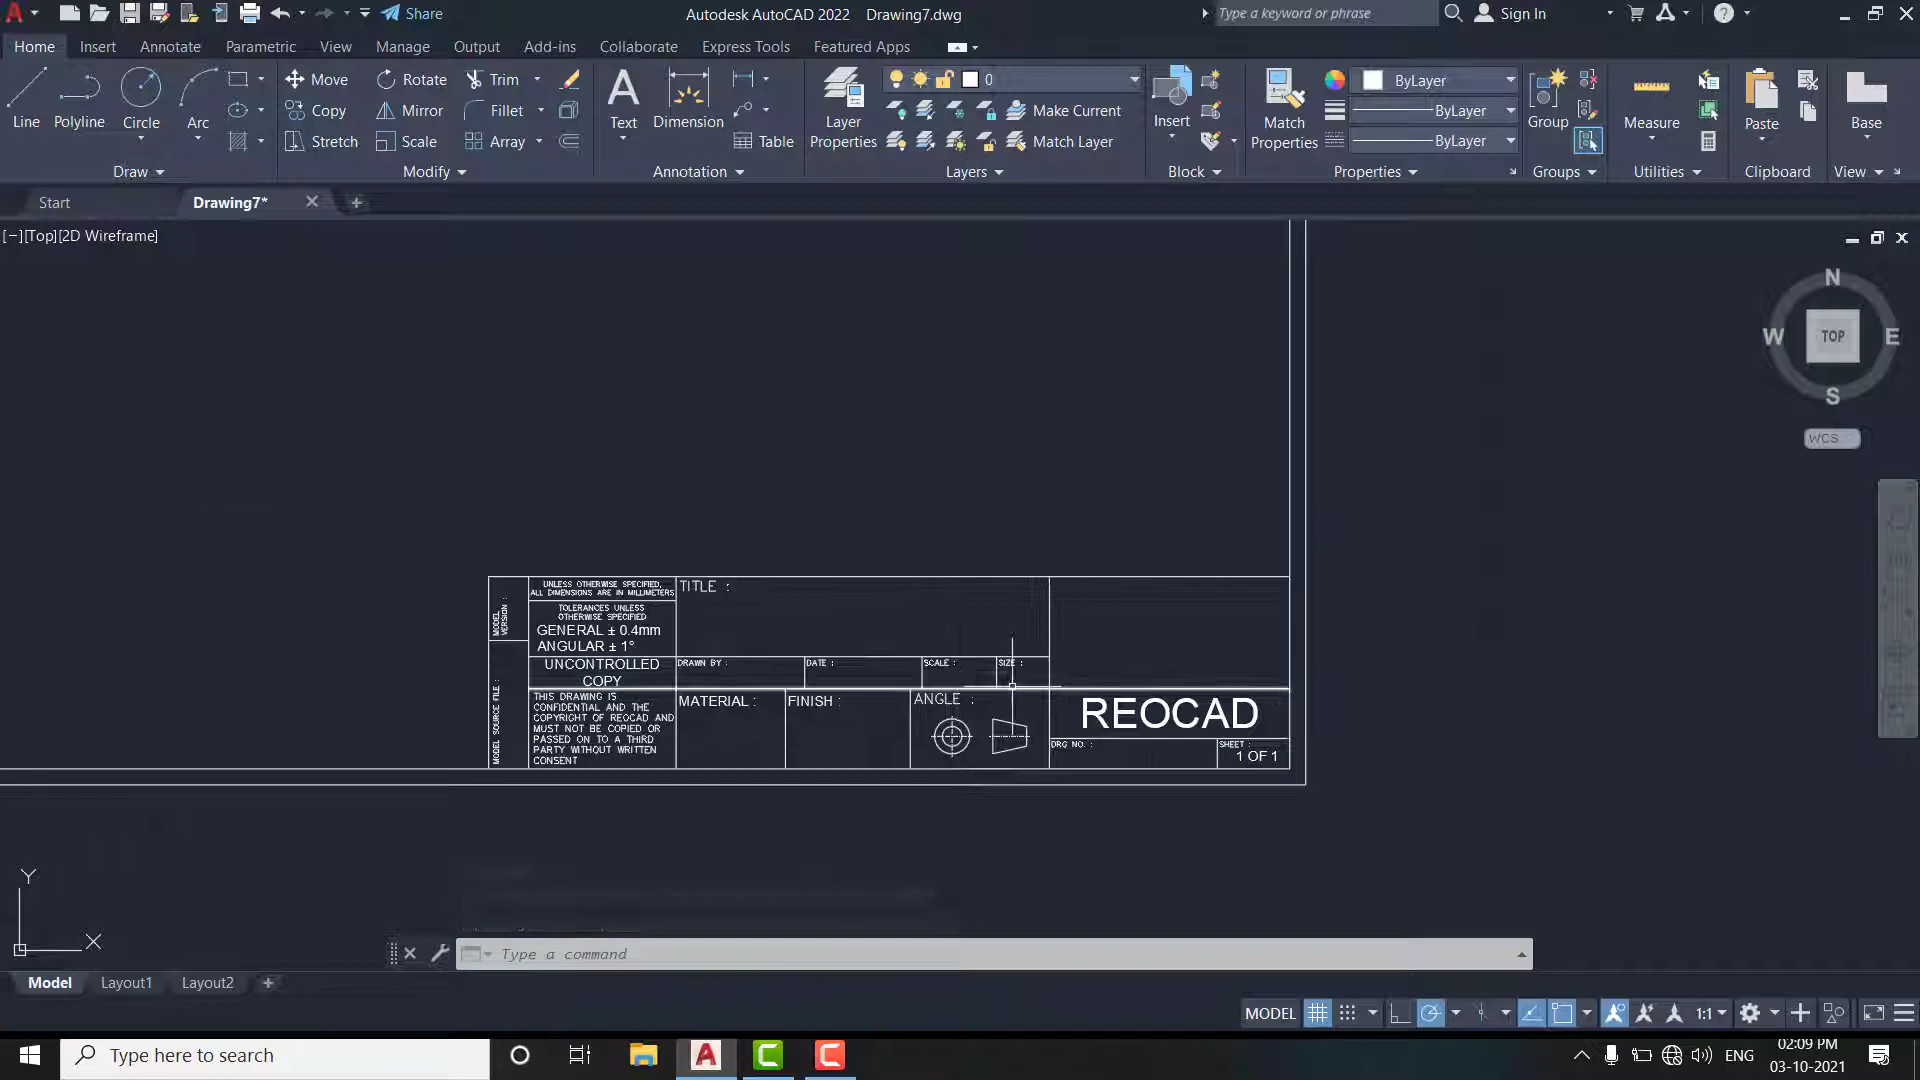 Share
Autodesk AutoCAD 2022 Drawing7.dwg
Type a keyword or phrase
Sign In
Home Insert Annotate Parametric View Manage Output Add-ins Collaborate Express Tools Featured Apps
Line
Polyline
Circle
Arc
Move
Rotate
Trim
Copy
Mirror
Fillet
Stretch
Scale
Array
Text
Dimension
Table
Layer
Properties
0
Make Current
Match Layer
Insert
Match
Properties
ByLayer
ByLayer
ByLayer
Group
Measure
Paste
Base
Draw
Modify
Annotation
Layers
Block
Properties
Groups
Utilities
Clipboard
View
Start
Drawing7*
[−][Top][2D Wireframe]
N
W
TOP
E
S
WCS
MODEL
VERSION :
MODEL SOURCE FILE :
UNLESS OTHERWISE SPECIFIED,
ALL DIMENSIONS ARE IN MILLIMETERS
TOLERANCES UNLESS
OTHERWISE SPECIFIED
GENERAL ± 0.4mm
ANGULAR ± 1°
UNCONTROLLED
COPY
THIS DRAWING IS
CONFIDENTIAL AND THE
COPYRIGHT OF REOCAD AND
MUST NOT BE COPIED OR
PASSED ON TO A THIRD
PARTY WITHOUT WRITTEN
CONSENT
TITLE :
DRAWN BY :
DATE :
SCALE :
SIZE :
MATERIAL :
FINISH :
ANGLE :
REOCAD
DRG NO. :
SHEET :
1 OF 1
Y
X
Type a command
Model
Layout1
Layout2
MODEL
1:1
Type here to search
ENG
02:09 PM
03-10-2021